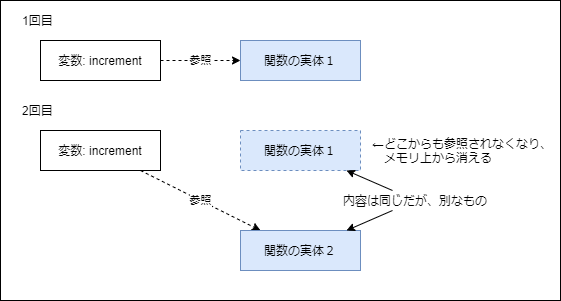 1回目
変数: increment
参照
関数の実体１
2回目
変数: increment
関数の実体１
←どこからも参照されなくなり、
メモリ上から消える
参照
内容は同じだが、別なもの
関数の実体２